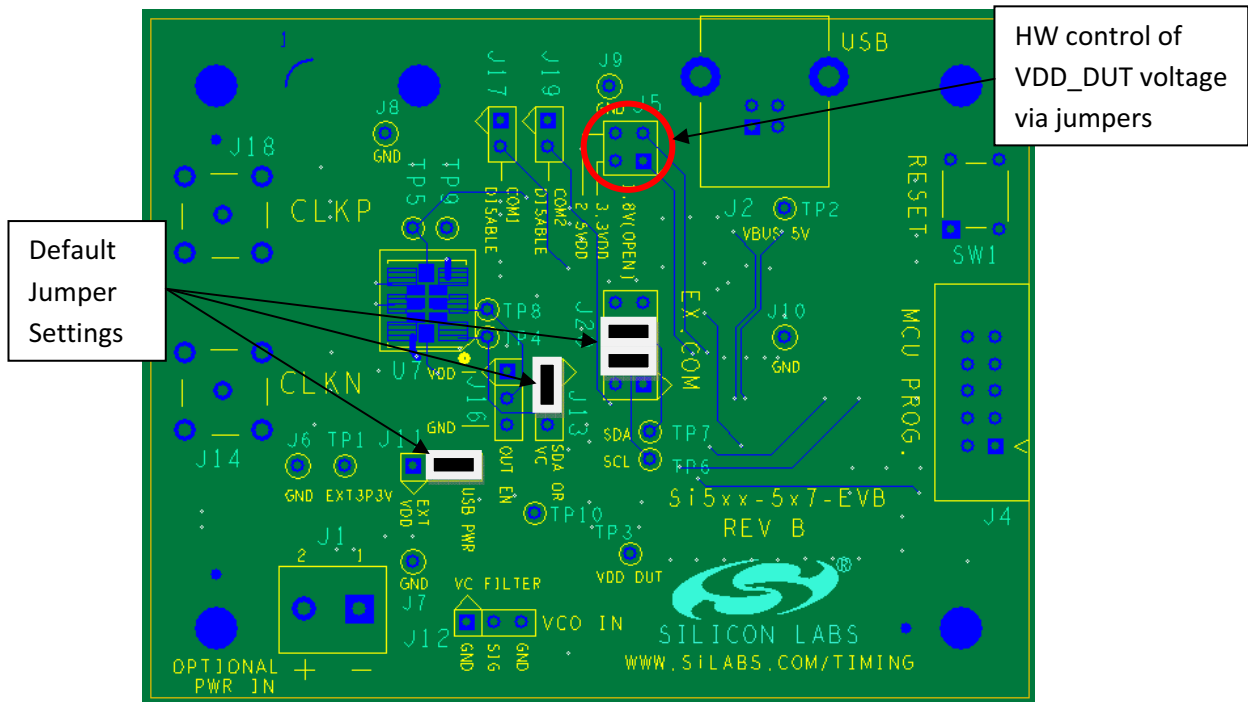 HW control of
VDD_DUT voltage
via jumpers
Default
Jumper
Settings
1
USB
J17
J19
J9
GND
J5
J8
GND
J18
TP5
TP9
CLKP
COM1
DISABLE
COM2
DISABLE
2.5VDD
3.3VDD
.8V(OPEN)
J2
TP2
VBUS 5V
RESET
SW1
TP8
TP4
U7
VDD
EX COM
J10
GND
MCU PROG.
CLKN
J16
J13
GND
J14
J6
TP1
J11
GND
EXT3P3V
EXT
VDD
USB PWR
OUT EN
SDA OR
VC
SDA
TP7
SCL
TP6
Si5xx-5x7-EVB
REV B
J4
TP10
TP3
VDD DUT
J1
2
1
GND
J7
VC FILTER
J12
VCO IN
GND
SIG
GND
®
SILICON LABS
WWW.SiLABS.COM/TIMING
OPTIONAL
PWR IN
+
−